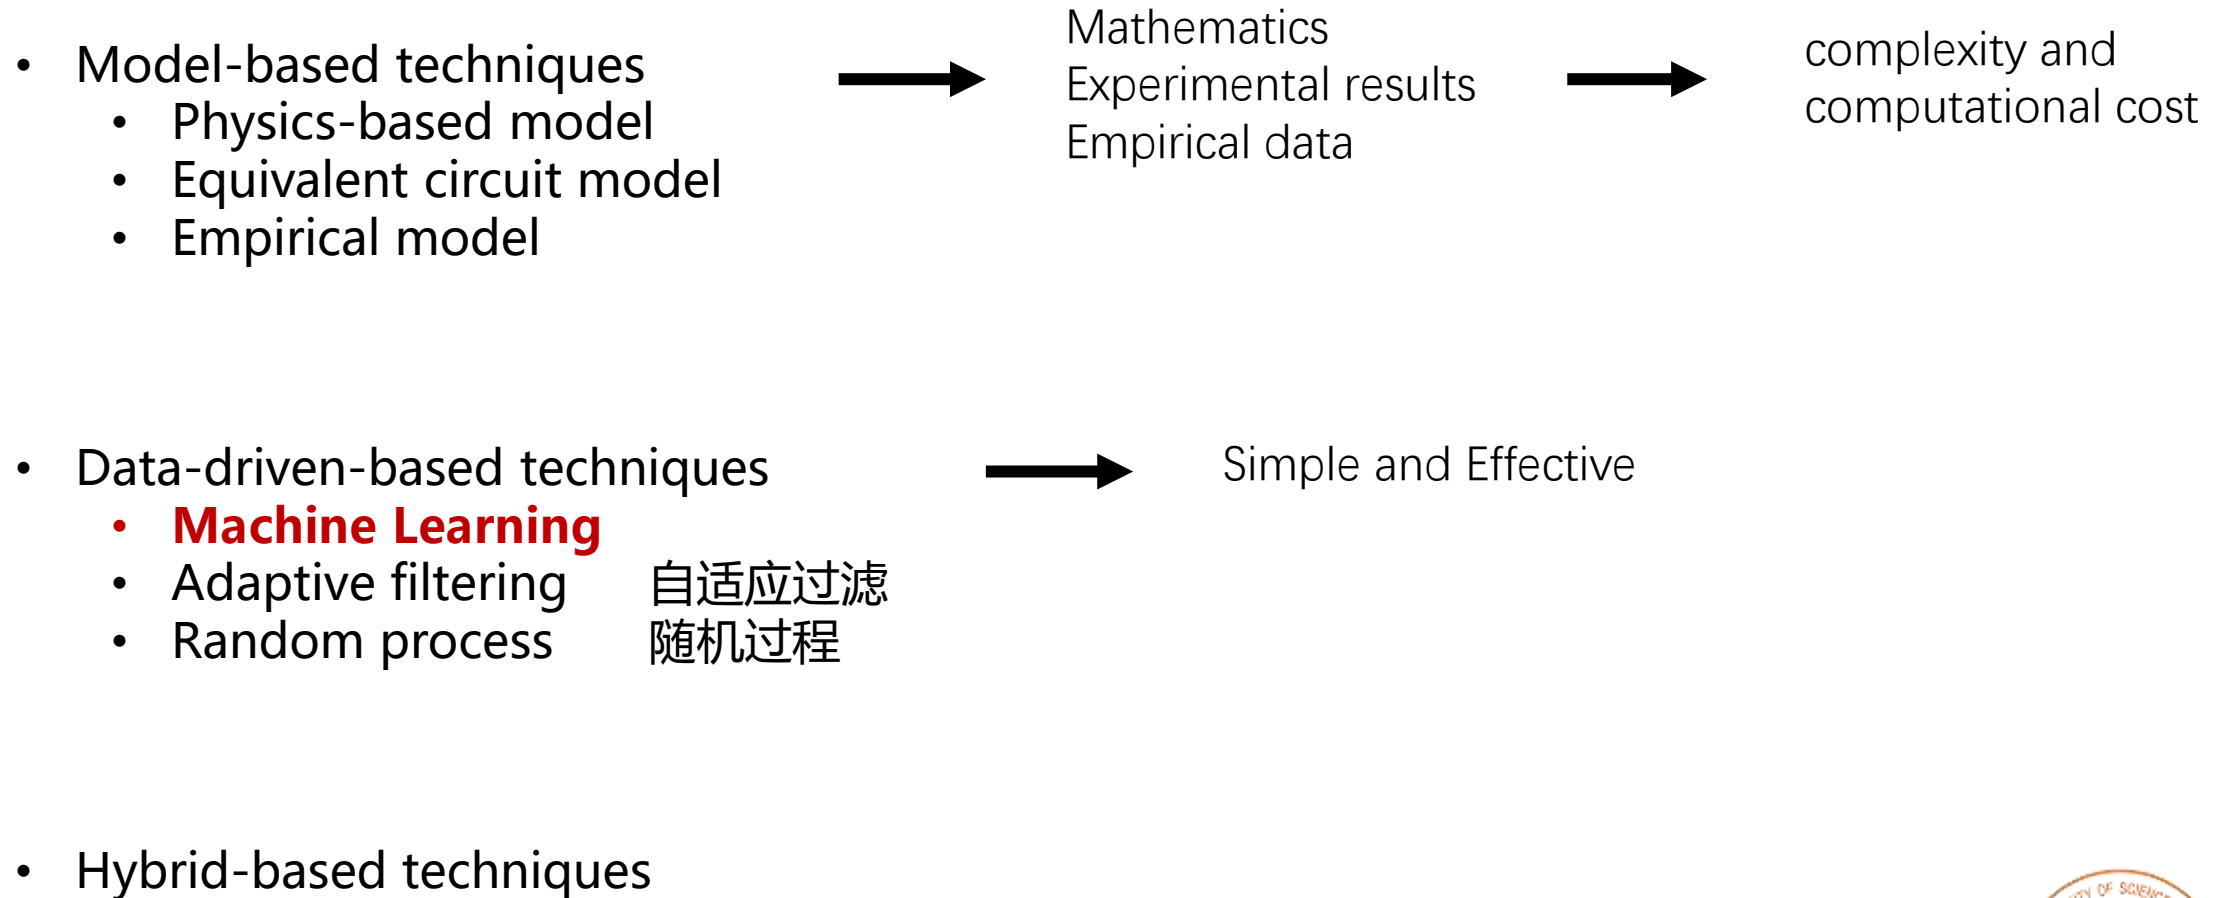 • Model-based techniques
• Physics-based model
• Equivalent circuit model
• Empirical model
Mathematics
Experimental results
Empirical data
complexity and
computational cost
• Data-driven-based techniques
Simple and Effective
• Machine Learning
• Adaptive filtering 自适应过滤
• Random process 随机过程
• Hybrid-based techniques
OF